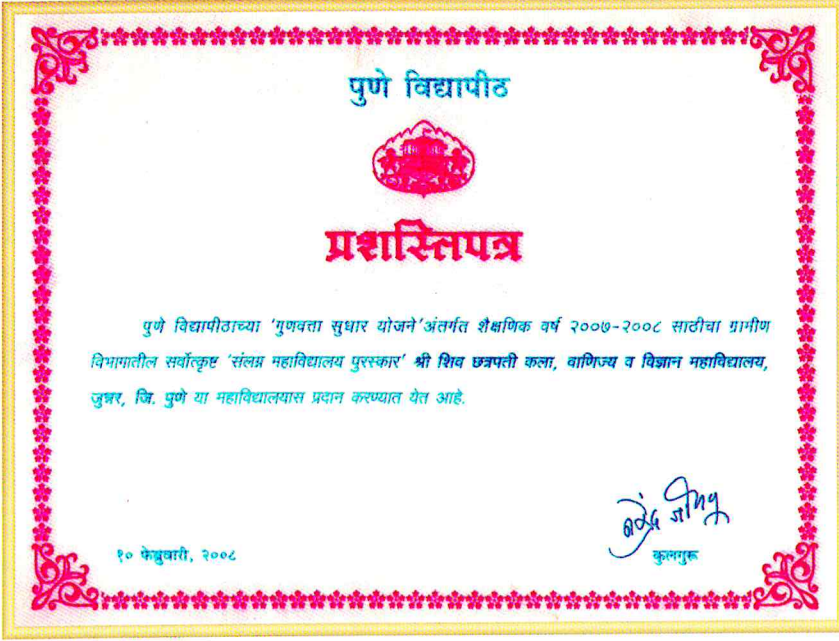 पुणे विद्यापीठ
प्रशस्तिपत्र
पुणे विद्यापीठाच्या 'गुणवत्ता सुधार योजने'अंतर्गत शैक्षणिक वर्ष २००७-२००८ साठीचा ग्रामीण
विभागातील सर्वोत्कृष्ट 'संलग्न महाविद्यालय पुरस्कार' श्री शिव छत्रपती कला, वाणिज्य व विज्ञान महाविद्यालय,
जुन्नर, जि. पुणे या महाविद्यालयास प्रदान करण्यात येत आहे.
१० फेब्रुवारी, २००८
कुलगुरू